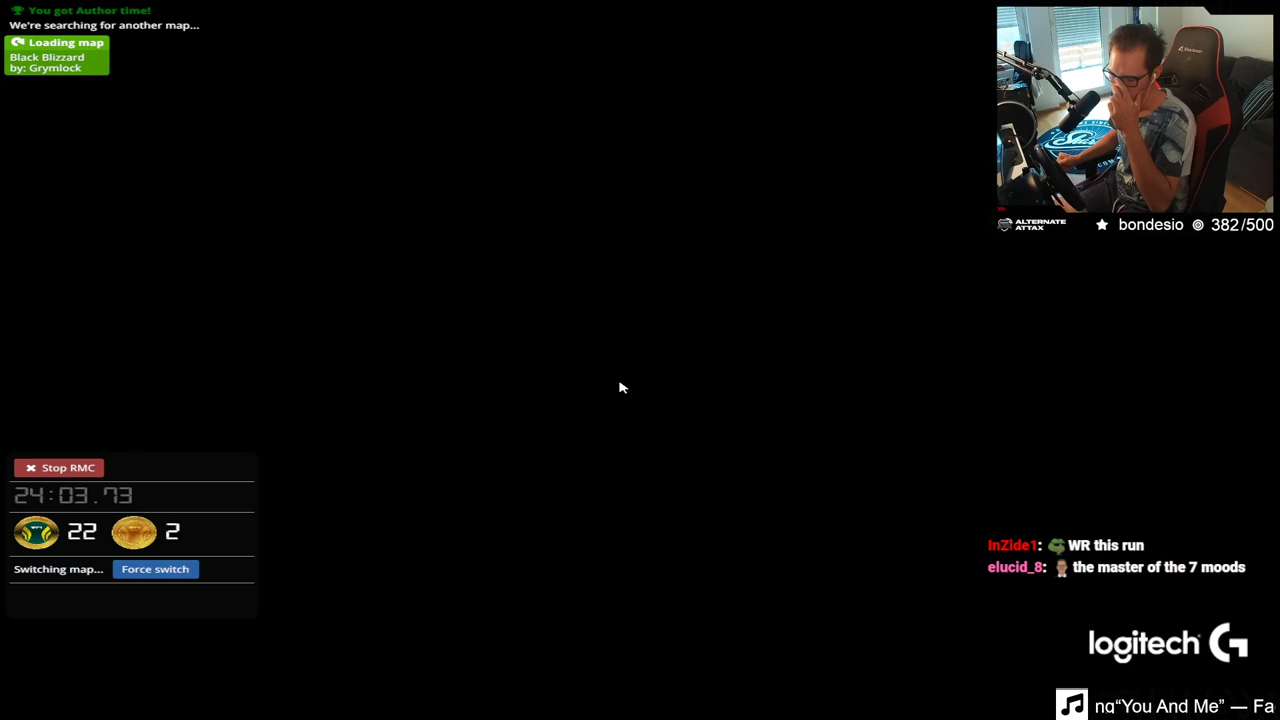 You got Author time!
We're searching for another map...
Loading map
Black Blizzard
by: Grymlock
ALTERNATE
ATTAX
bondesio
382/500
Stop RMC
24:03.73
22
2
Switching map...
Force switch
InZide1: WR this run
elucid_8: the master of the 7 moods
logitech G
"You And Me" — Fa